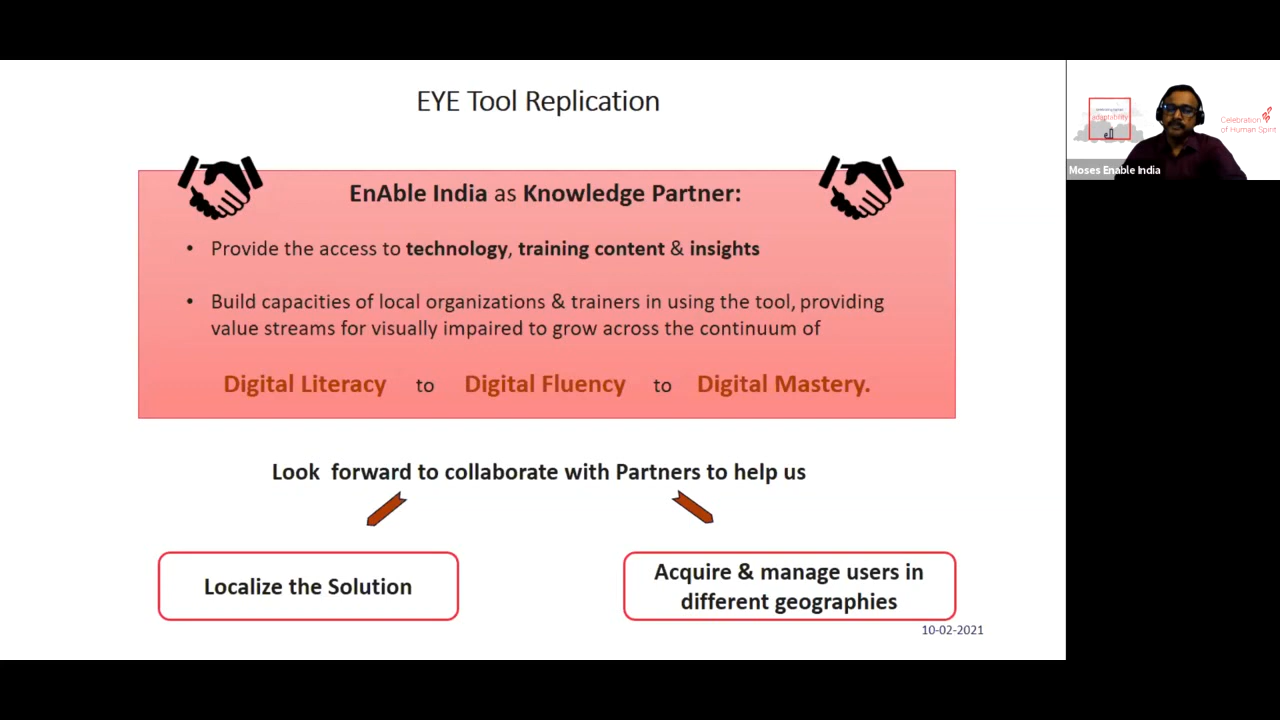 EYE Tool Replication
EnAble India as Knowledge Partner:
• Provide the access to technology, training content & insights
• Build capacities of local organizations & trainers in using the tool, providing
value streams for visually impaired to grow across the continuum of
Digital Literacy to Digital Fluency to Digital Mastery.
Look forward to collaborate with Partners to help us
Localize the Solution
Acquire & manage users in
different geographies
10-02-2021
adaptability
Celebration
of Human Spirit
Moses Enable India